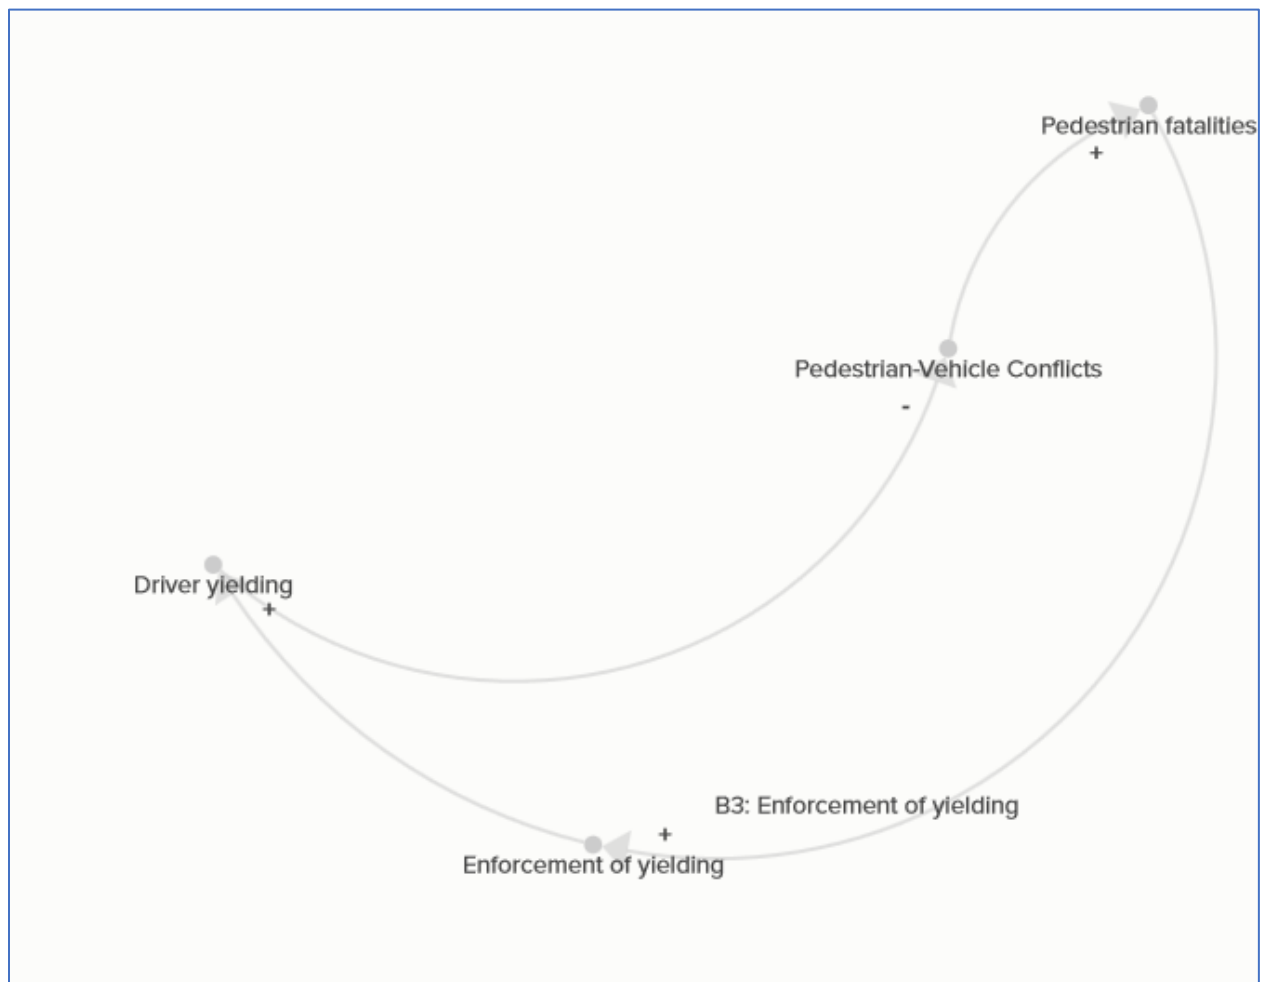 Pedestrian fatalities
+
Pedestrian-Vehicle Conflicts
-
Driver yielding
+
B3: Enforcement of yielding
+
Enforcement of yielding